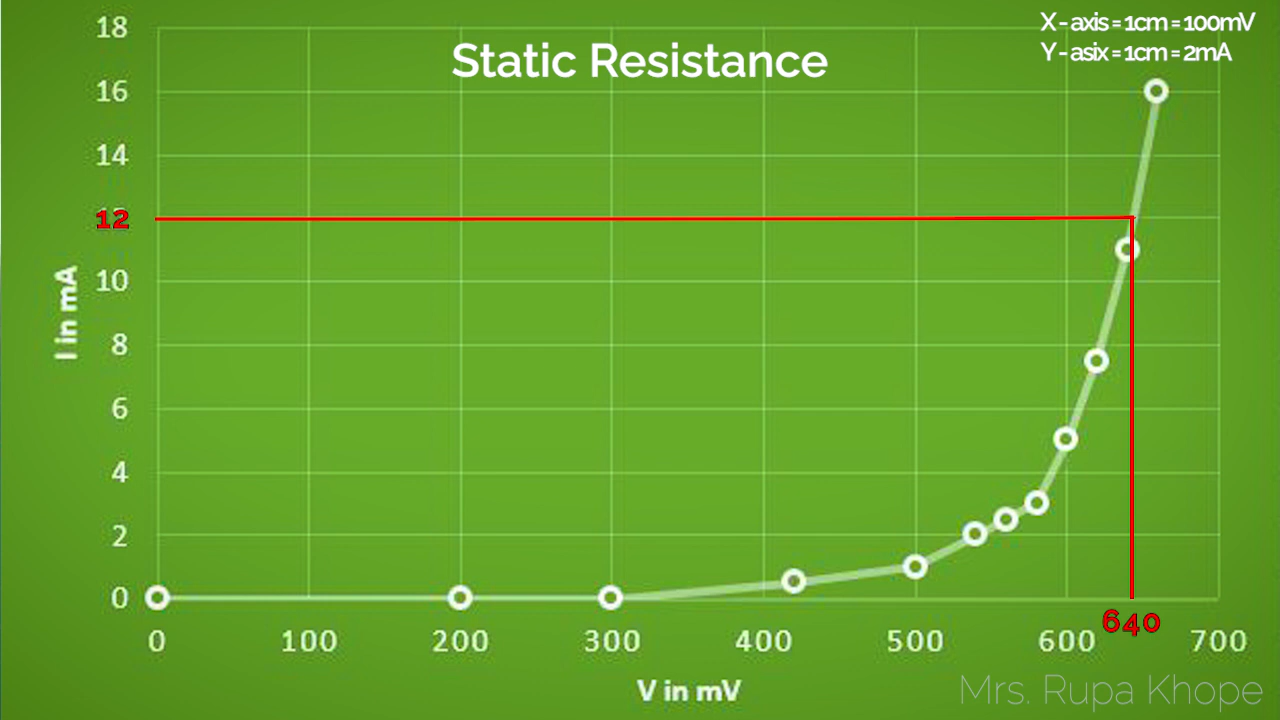 X - axis = 1cm = 100mV
Y - asix = 1cm = 2mA
Static Resistance
18
16
14
12
10
8
6
4
2
0
I in mA
0 100 200 300 400 500 600 700
640
V in mV
Mrs. Rupa Khope